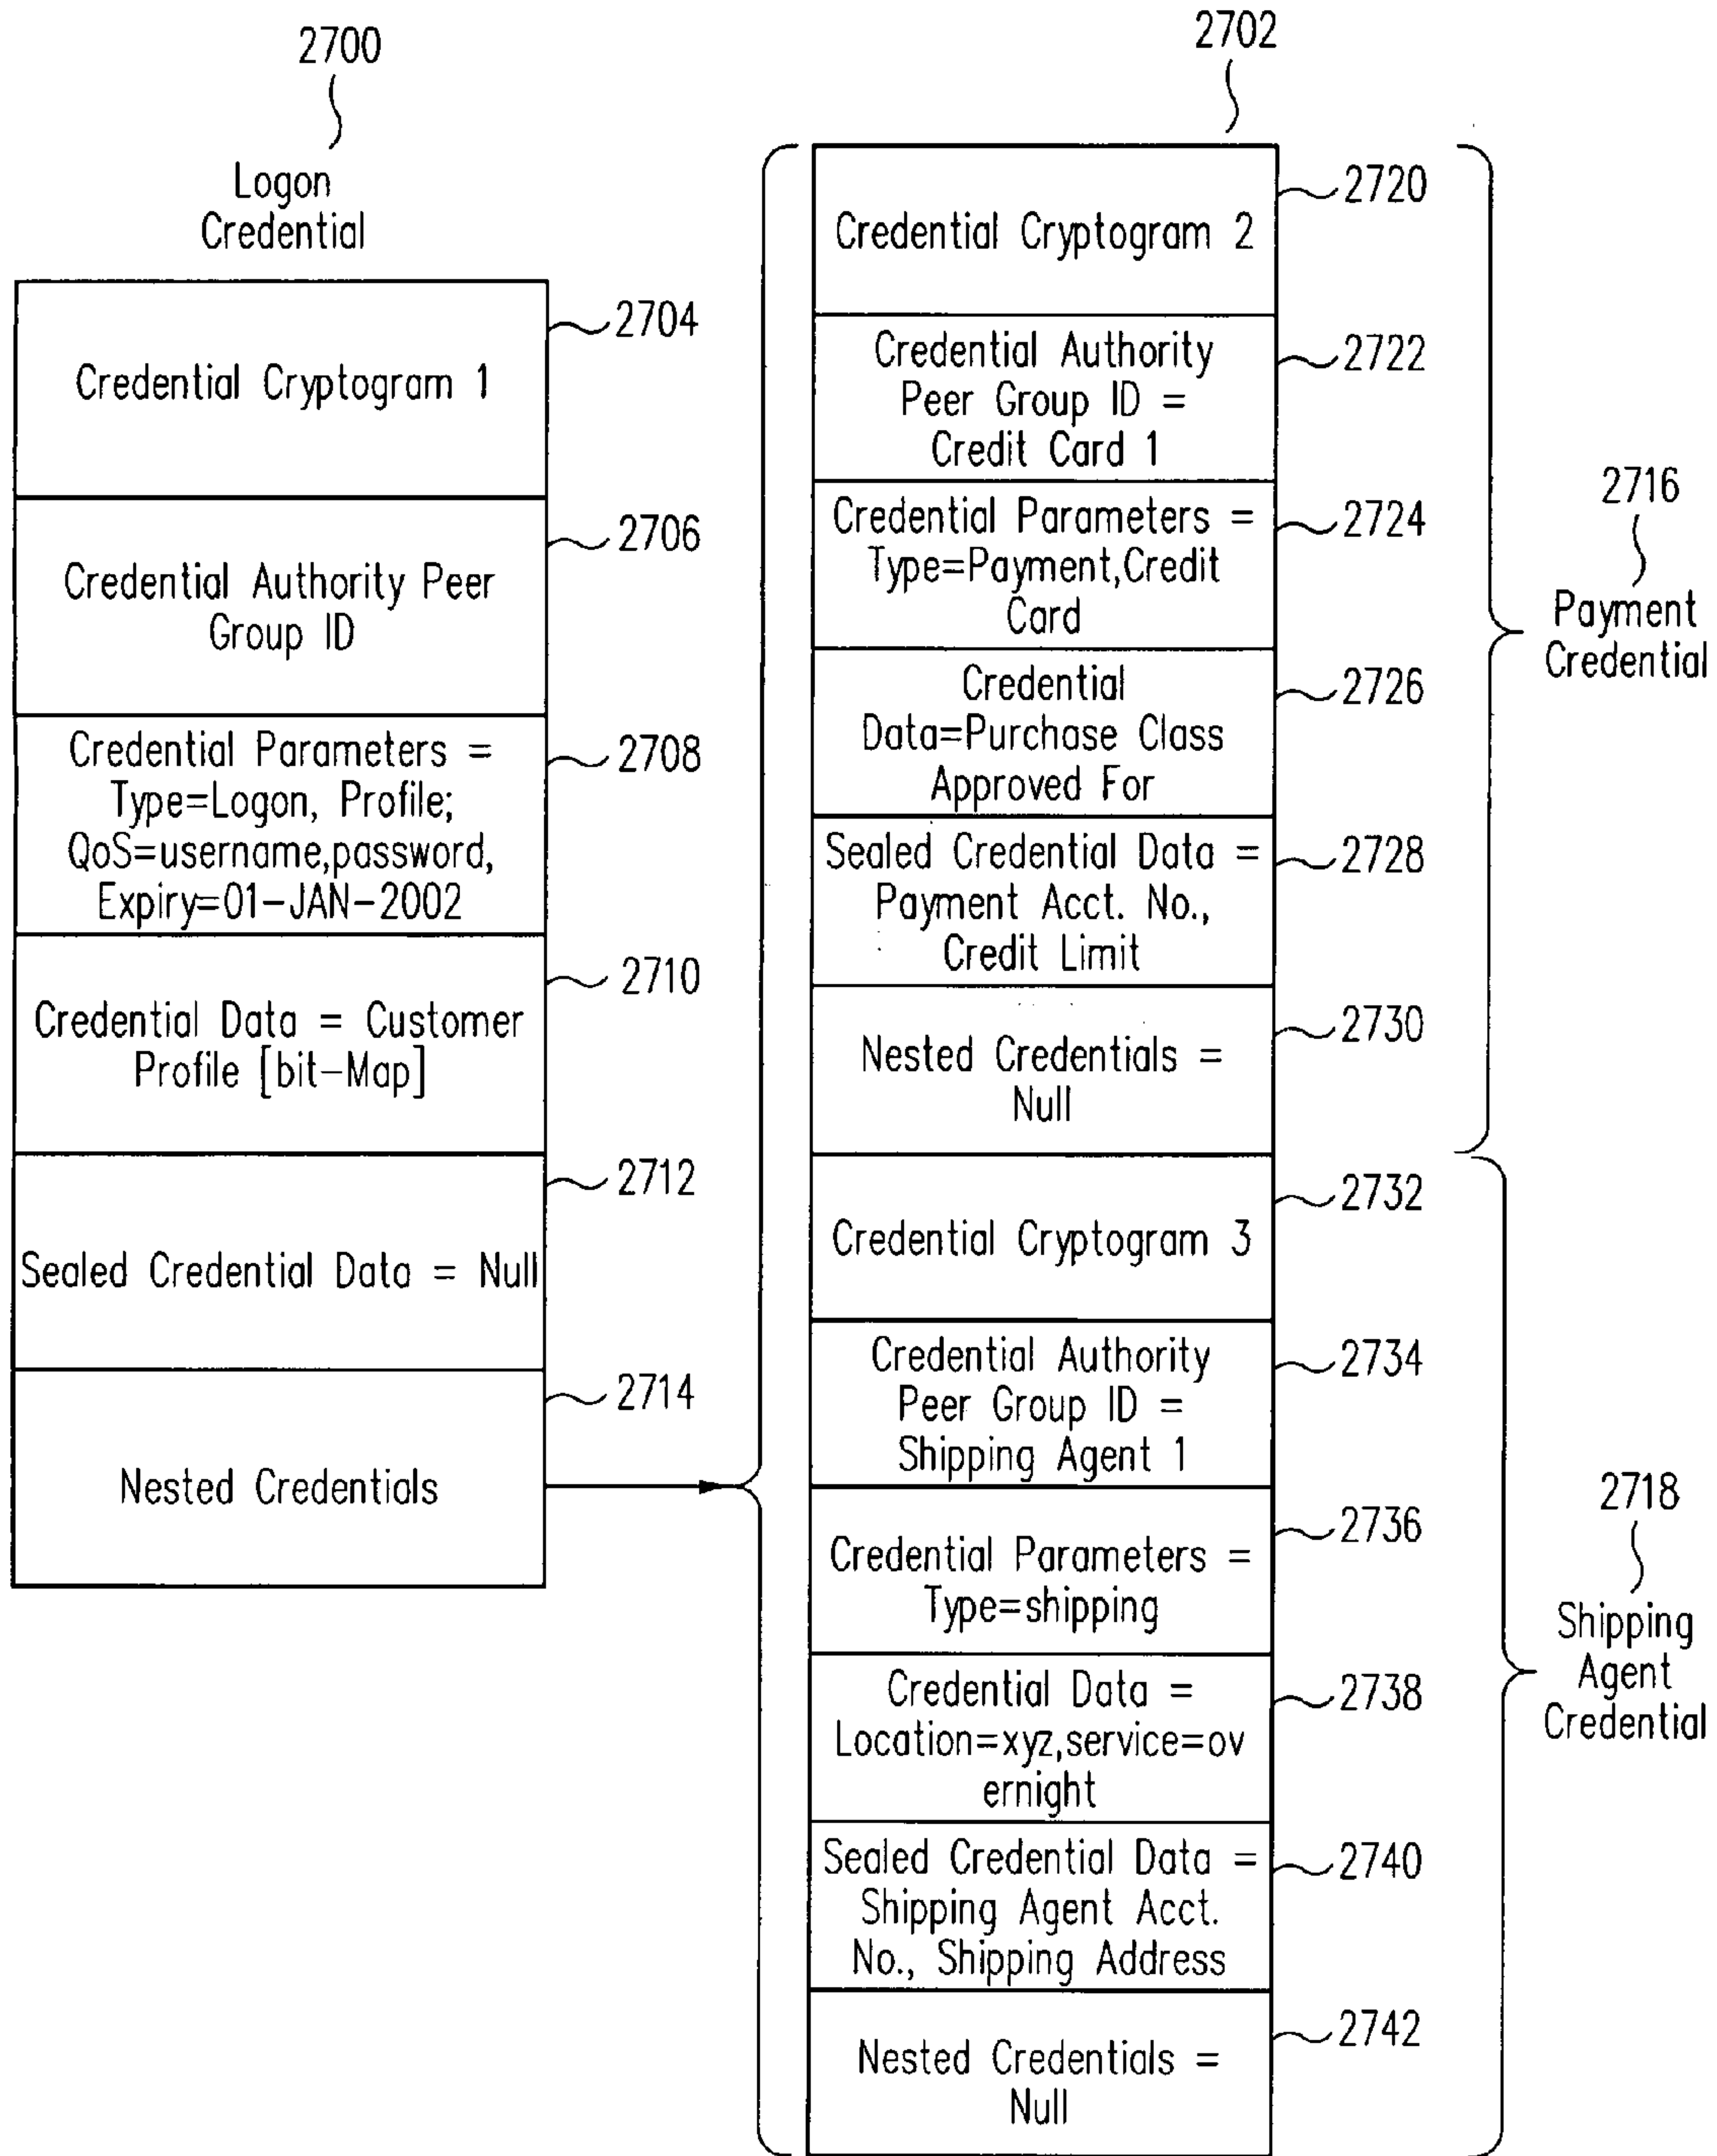 2700
Logon
Credential
Credential Cryptogram 1
2704
Credential Authority Peer
Group ID
2706
Credential Parameters =
Type=Logon, Profile;
QoS=username,password,
Expiry=01-JAN-2002
2708
Credential Data = Customer
Profile [bit-Map]
2710
Sealed Credential Data = Null
2712
Nested Credentials
2714
2702
Credential Cryptogram 2
2720
Credential Authority
Peer Group ID =
Credit Card 1
2722
Credential Parameters =
Type=Payment,Credit
Card
2724
Credential
Data=Purchase Class
Approved For
2726
Sealed Credential Data =
Payment Acct. No.,
Credit Limit
2728
Nested Credentials =
Null
2730
2716
Payment
Credential
Credential Cryptogram 3
2732
Credential Authority
Peer Group ID =
Shipping Agent 1
2734
Credential Parameters =
Type=shipping
2736
Credential Data =
Location=xyz,service=ov
ernight
2738
Sealed Credential Data =
Shipping Agent Acct.
No., Shipping Address
2740
Nested Credentials =
Null
2742
2718
Shipping
Agent
Credential